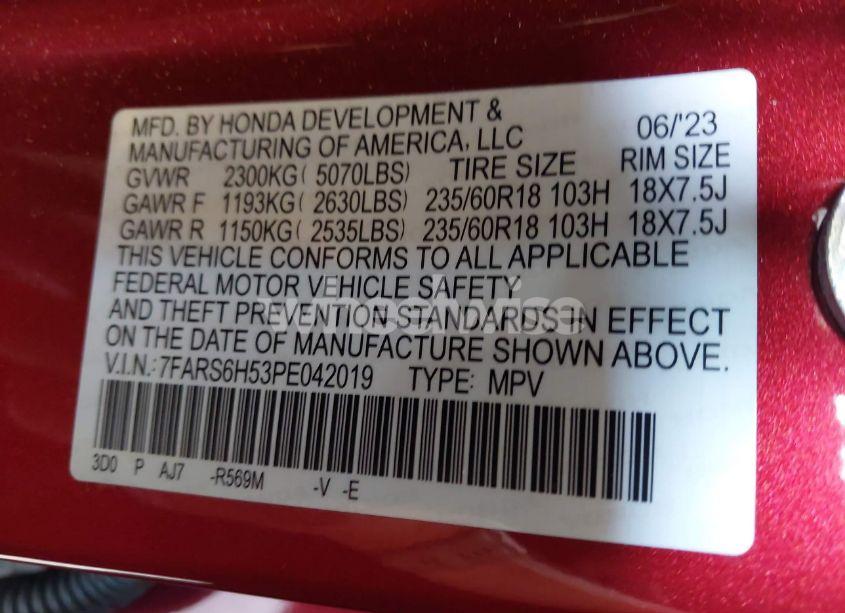 MFD. BY HONDA DEVELOPMENT &
MANUFACTURING OF AMERICA, LLC 06/'23
GVWR 2300KG( 5070LBS) TIRE SIZE RIM SIZE
GAWR F 1193KG( 2630LBS) 235/60R18 103H 18X7.5J
GAWR R 1150KG( 2535LBS) 235/60R18 103H 18X7.5J
THIS VEHICLE CONFORMS TO ALL APPLICABLE
FEDERAL MOTOR VEHICLE SAFETY
AND THEFT PREVENTION STANDARDS IN EFFECT
ON THE DATE OF MANUFACTURE SHOWN ABOVE.
V.I.N.: 7FARS6H53PE042019 TYPE: MPV
3D0 P AJ7 -R569M -V -E